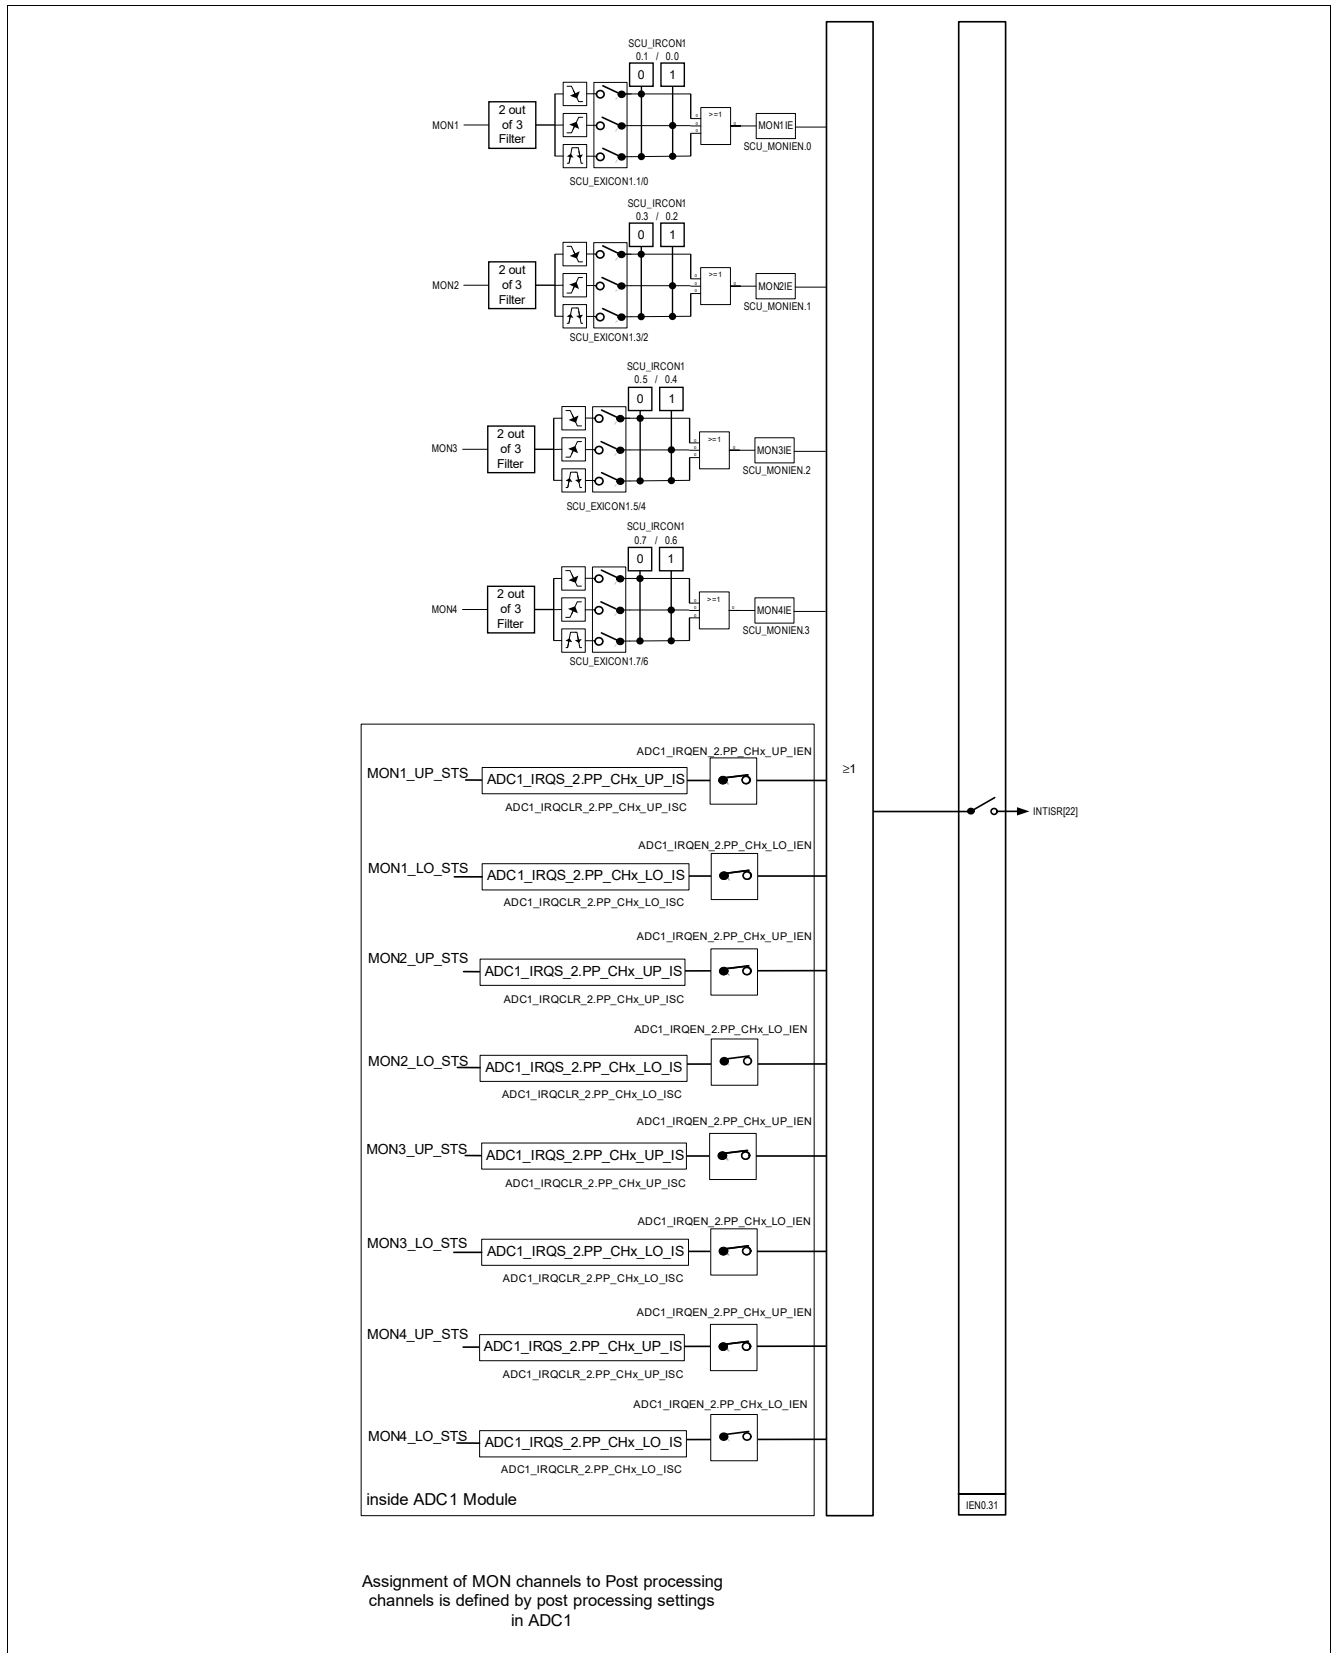 SCU_IRCON1
0.1 / 0.0
0 1
MON1
2 out
of 3
Filter
>=1
MON1IE
SCU_MONIEN.0
SCU_EXICON1.1/0
SCU_IRCON1
0.3 / 0.2
0 1
MON2
2 out
of 3
Filter
>=1
MON2IE
SCU_MONIEN.1
SCU_EXICON1.3/2
SCU_IRCON1
0.5 / 0.4
0 1
MON3
2 out
of 3
Filter
>=1
MON3IE
SCU_MONIEN.2
SCU_EXICON1.5/4
SCU_IRCON1
0.7 / 0.6
0 1
MON4
2 out
of 3
Filter
>=1
MON4IE
SCU_MONIEN.3
SCU_EXICON1.7/6
ADC1_IRQEN_2.PP_CHx_UP_IEN
MON1_UP_STS
ADC1_IRQS_2.PP_CHx_UP_IS
ADC1_IRQCLR_2.PP_CHx_UP_ISC
≥1
INTISR[22]
ADC1_IRQEN_2.PP_CHx_LO_IEN
MON1_LO_STS
ADC1_IRQS_2.PP_CHx_LO_IS
ADC1_IRQCLR_2.PP_CHx_LO_ISC
ADC1_IRQEN_2.PP_CHx_UP_IEN
MON2_UP_STS
ADC1_IRQS_2.PP_CHx_UP_IS
ADC1_IRQCLR_2.PP_CHx_UP_ISC
ADC1_IRQEN_2.PP_CHx_LO_IEN
MON2_LO_STS
ADC1_IRQS_2.PP_CHx_LO_IS
ADC1_IRQCLR_2.PP_CHx_LO_ISC
ADC1_IRQEN_2.PP_CHx_UP_IEN
MON3_UP_STS
ADC1_IRQS_2.PP_CHx_UP_IS
ADC1_IRQCLR_2.PP_CHx_UP_ISC
ADC1_IRQEN_2.PP_CHx_LO_IEN
MON3_LO_STS
ADC1_IRQS_2.PP_CHx_LO_IS
ADC1_IRQCLR_2.PP_CHx_LO_ISC
ADC1_IRQEN_2.PP_CHx_UP_IEN
MON4_UP_STS
ADC1_IRQS_2.PP_CHx_UP_IS
ADC1_IRQCLR_2.PP_CHx_UP_ISC
ADC1_IRQEN_2.PP_CHx_LO_IEN
MON4_LO_STS
ADC1_IRQS_2.PP_CHx_LO_IS
ADC1_IRQCLR_2.PP_CHx_LO_ISC
inside ADC1 Module
IEN0.31
Assignment of MON channels to Post processing
channels is defined by post processing settings
in ADC1